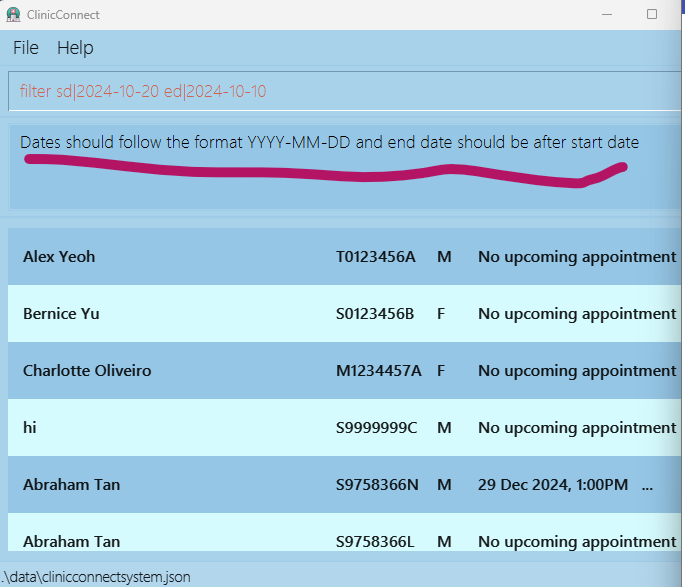 ClinicConnect
File Help
filter sd|2024-10-20 ed|2024-10-10
Dates should follow the format YYYY-MM-DD and end date should be after start date
Alex Yeoh T0123456A M No upcoming appointment
Bernice Yu S0123456B F No upcoming appointment
Charlotte Oliveiro M1234457A F No upcoming appointment
hi S9999999C M No upcoming appointment
Abraham Tan S9758366N M 29 Dec 2024, 1:00PM ...
Abraham Tan S9758366L M No upcoming appointment
.\data\clinicconnectsystem.json